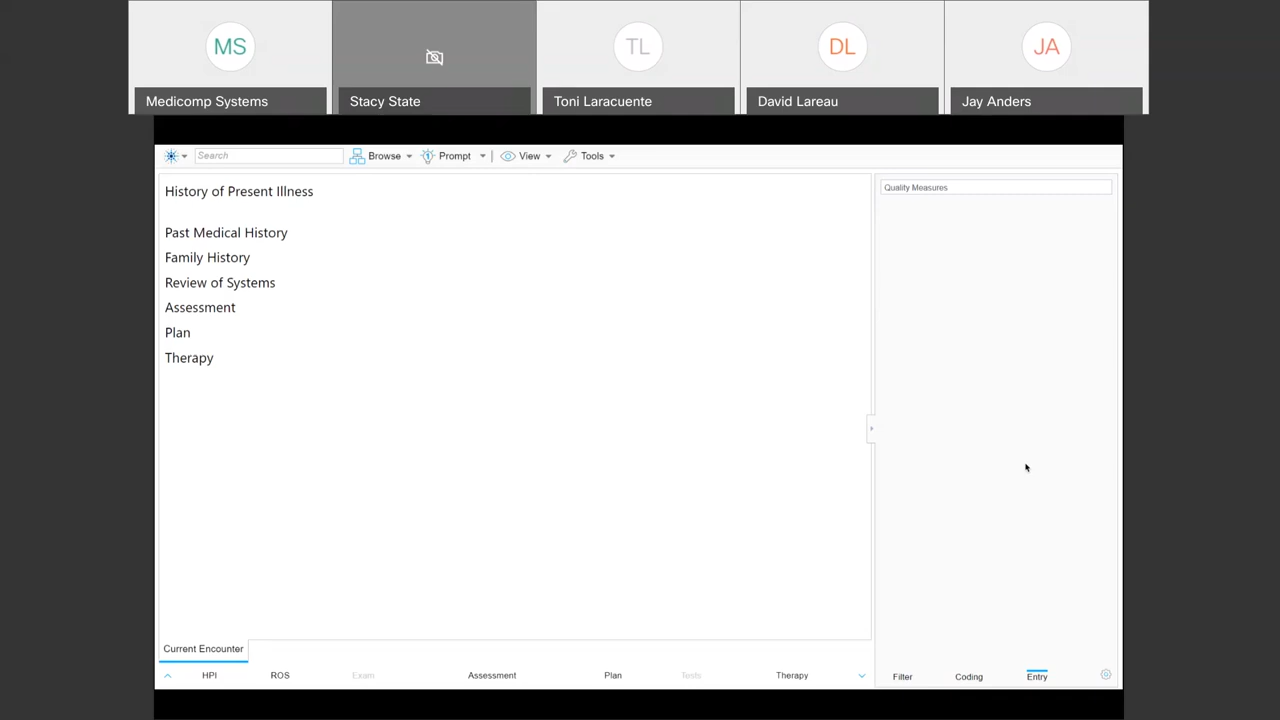 MS
TL
DL
JA
Medicomp Systems
Stacy State
Toni Laracuente
David Lareau
Jay Anders
Search
Browse
Prompt
View
Tools
History of Present Illness
Past Medical History
Family History
Review of Systems
Assessment
Plan
Therapy
Quality Measures
Current Encounter
HPI
ROS
Exam
Assessment
Plan
Tests
Therapy
Filter
Coding
Entry